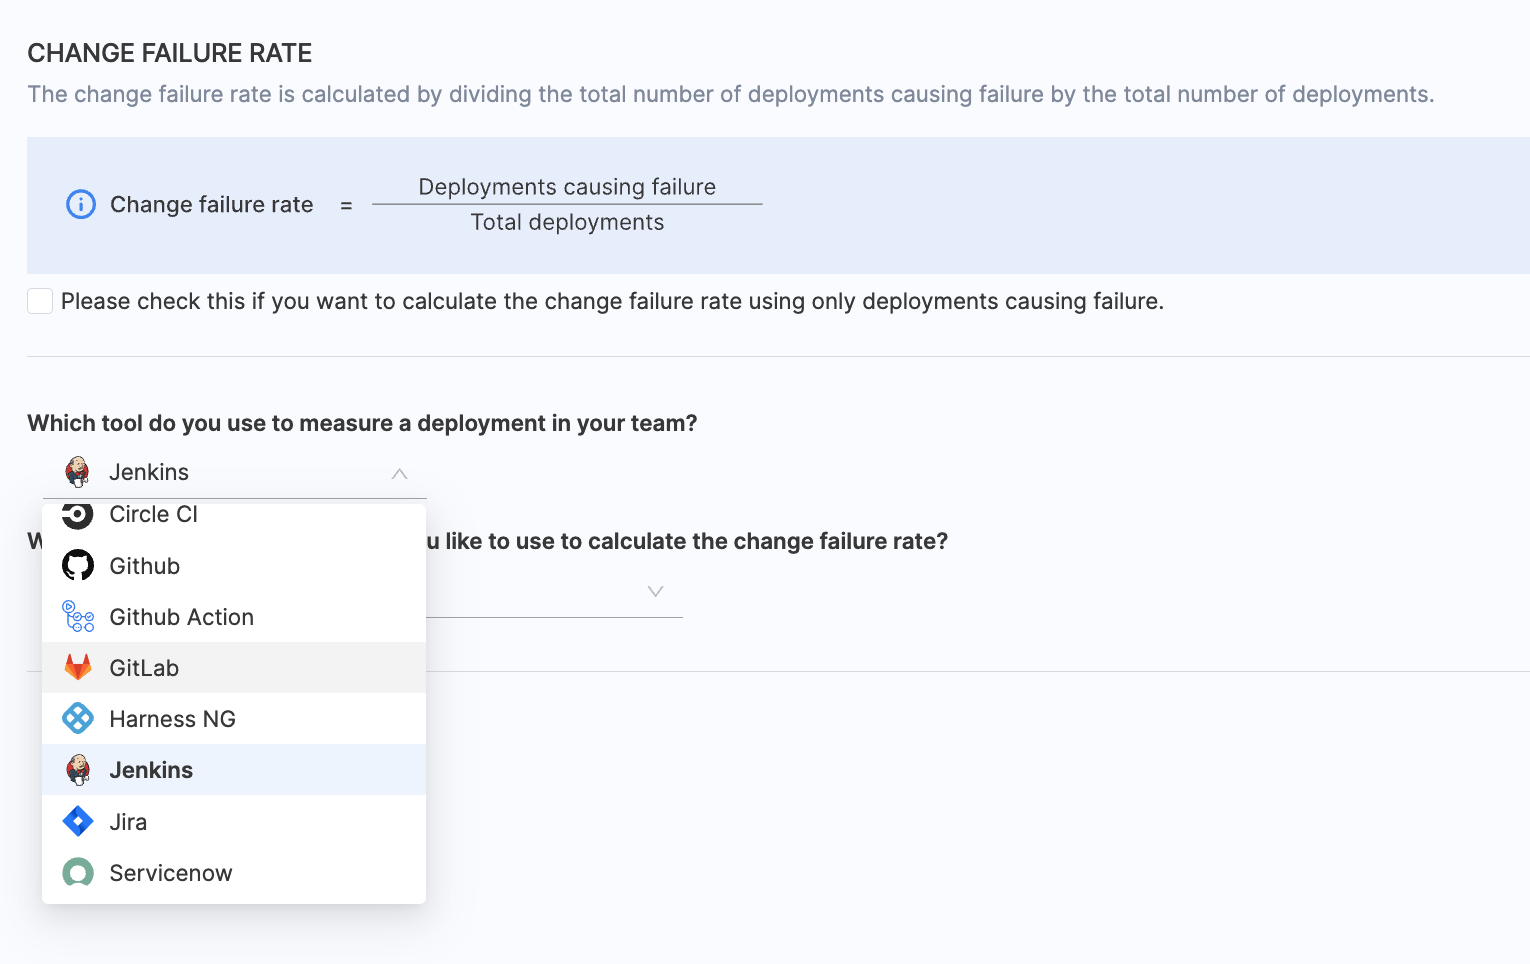 CHANGE FAILURE RATE
The change failure rate is calculated by dividing the total number of deployments causing failure by the total number of deployments.
Change failure rate = Deployments causing failure
Total deployments
Please check this if you want to calculate the change failure rate using only deployments causing failure.
Which tool do you use to measure a deployment in your team?
Jenkins
Circle CI
u like to use to calculate the change failure rate?
Github
Github Action
GitLab
Harness NG
Jenkins
Jira
Servicenow